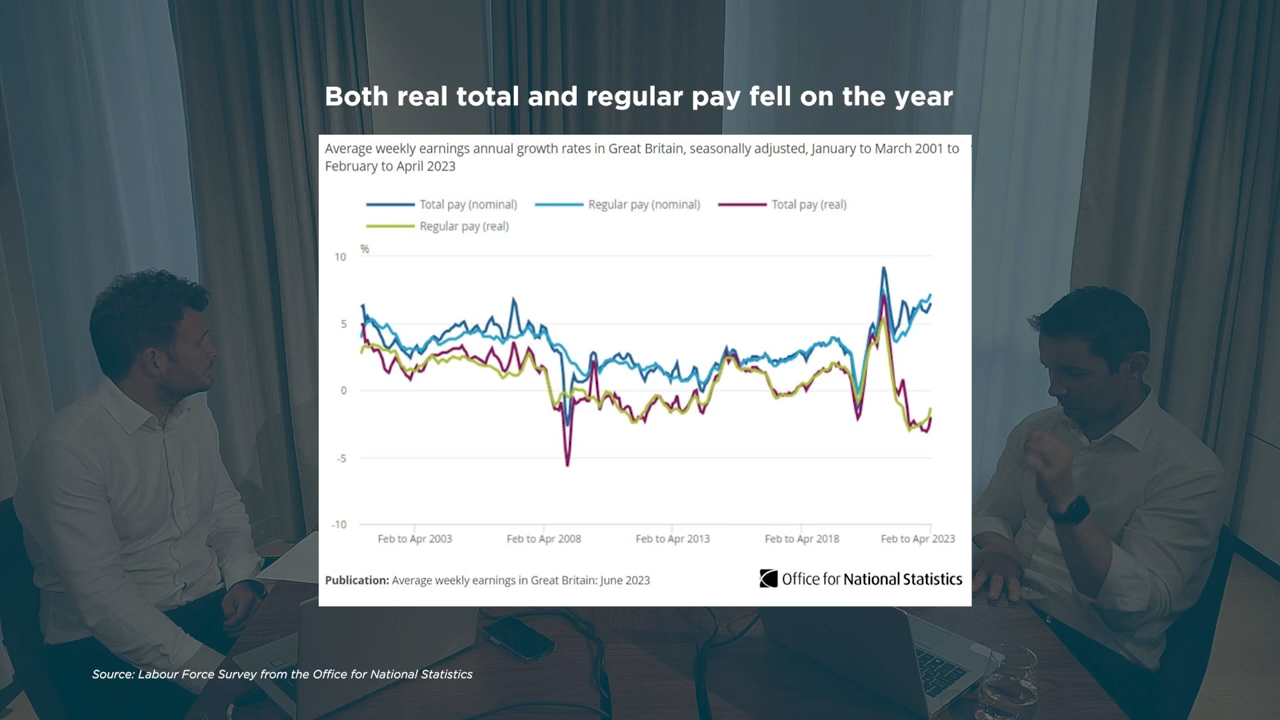 Both real total and regular pay fell on the year
Average weekly earnings annual growth rates in Great Britain, seasonally adjusted, January to March 2001 to
February to April 2023
Total pay (nominal) Regular pay (nominal) Total pay (real)
Regular pay (real)
%
10
5
0
-5
-10
Feb to Apr 2003 Feb to Apr 2008 Feb to Apr 2013 Feb to Apr 2018 Feb to Apr 2023
Publication: Average weekly earnings in Great Britain: June 2023
Office for National Statistics
Source: Labour Force Survey from the Office for National Statistics